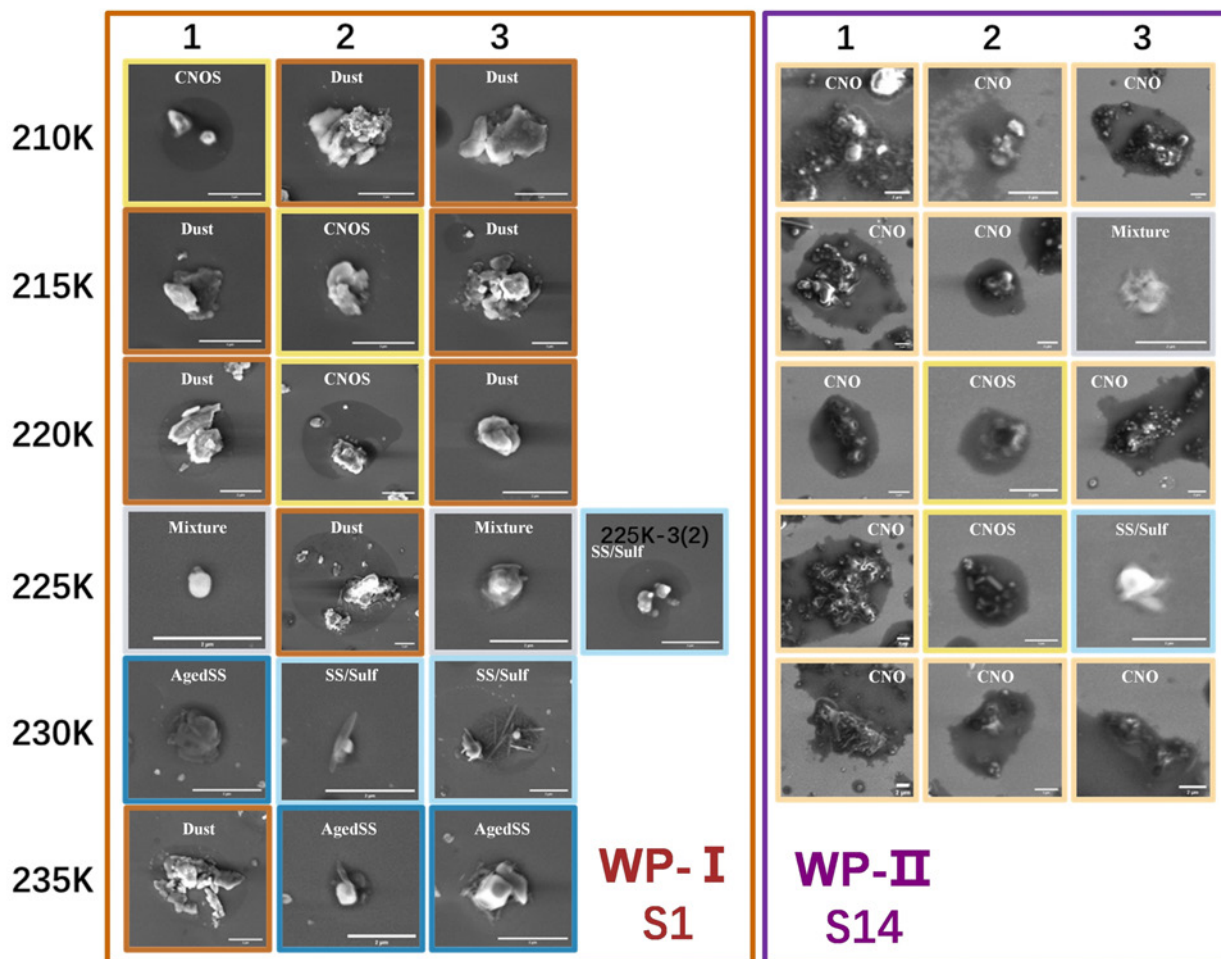 1 2 3 1 2 3
210K CNOS Dust Dust CNO CNO CNO
215K Dust CNOS Dust CNO CNO Mixture
220K Dust CNOS Dust CNO CNOS CNO
225K Mixture Dust Mixture 225K-3(2) SS/Sulf CNO CNOS SS/Sulf
230K AgedSS SS/Sulf SS/Sulf CNO CNO CNO
235K Dust AgedSS AgedSS
WP-Ⅰ WP-Ⅱ
S1 S14